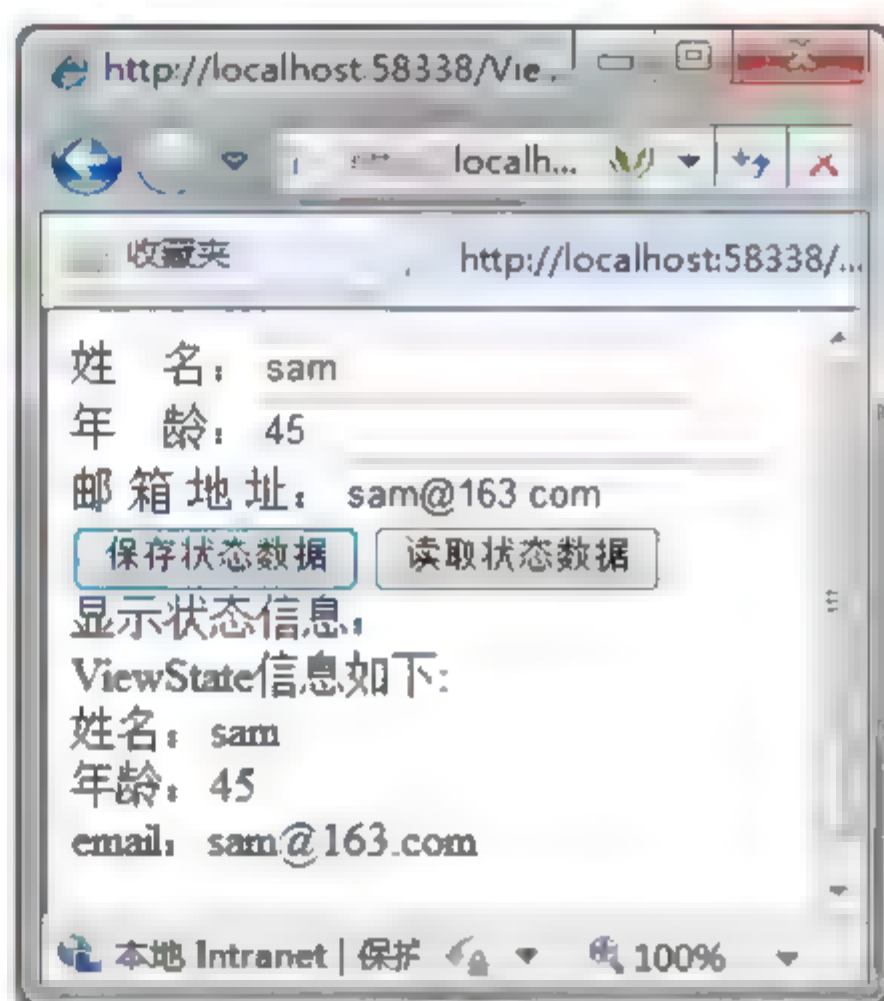 http://localhost:58338/Vie...
localh...
收藏夹 http://localhost:58338/...
姓 名：sam
年 龄：45
邮箱地址：sam@163.com
保存状态数据 读取状态数据
显示状态信息：
ViewState信息如下:
姓名：sam
年龄：45
email：sam@163.com
本地 Intranet | 保护 100%